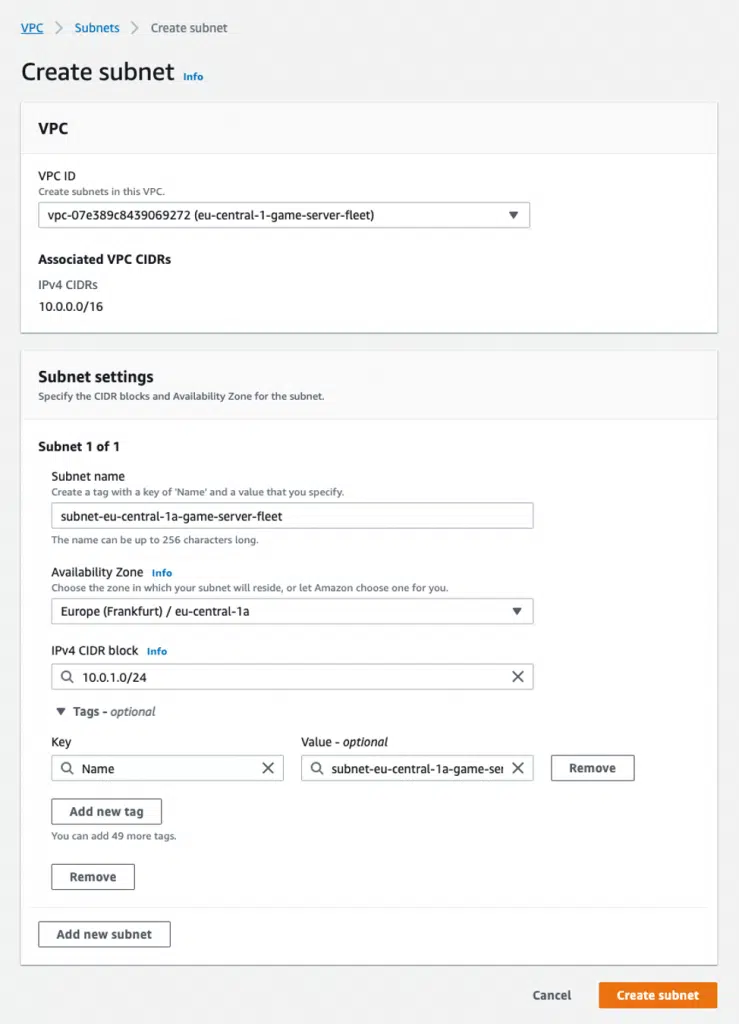 VPC > Subnets > Create subnet
Create subnet Info
VPC
VPC ID
Create subnets in this VPC.
vpc-07e389c8439069272 (eu-central-1-game-server-fleet)
Associated VPC CIDRs
IPv4 CIDRs
10.0.0.0/16
Subnet settings
Specify the CIDR blocks and Availability Zone for the subnet.
Subnet 1 of 1
Subnet name
Create a tag with a key of 'Name' and a value that you specify.
subnet-eu-central-1a-game-server-fleet
The name can be up to 256 characters long.
Availability Zone Info
Choose the zone in which your subnet will reside, or let Amazon choose one for you.
Europe (Frankfurt) / eu-central-1a
IPv4 CIDR block Info
10.0.1.0/24
Tags - optional
Key Value - optional
Name subnet-eu-central-1a-game-ser Remove
Add new tag
You can add 49 more tags.
Remove
Add new subnet
Cancel Create subnet